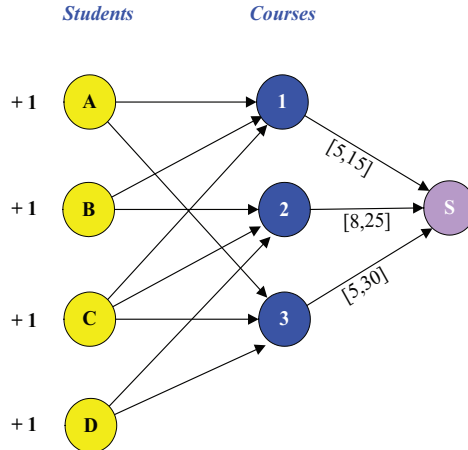 Students Courses
+ 1 A 1
[5,15]
+ 1 B 2 S
[8,25]
+ 1 C 3
[5,30]
+ 1 D